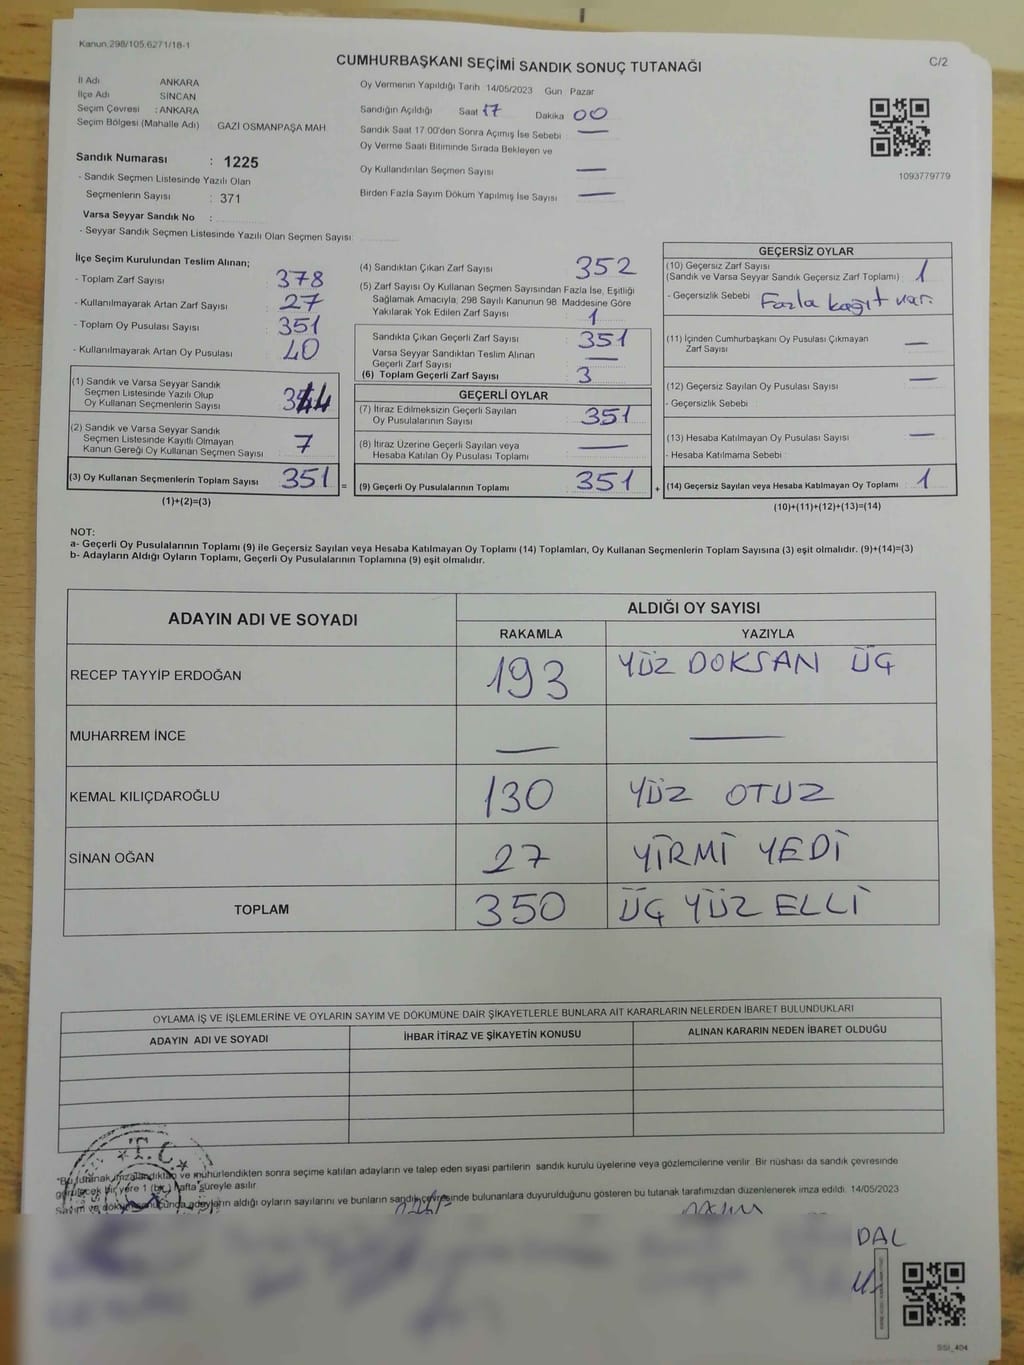 Kanun.298/105.6271/18-1
CUMHURBAŞKANI SEÇİMİ SANDIK SONUÇ TUTANAĞI
C/2
İl Adı ANKARA
İlçe Adı SİNCAN
Seçim Çevresi : ANKARA
Seçim Bölgesi (Mahalle Adı) GAZİ OSMANPAŞA MAH
Sandık Numarası : 1225
- Sandık Seçmen Listesinde Yazılı Olan
Seçmenlerin Sayısı : 371
Varsa Seyyar Sandık No :
- Seyyar Sandık Seçmen Listesinde Yazılı Olan Seçmen Sayısı
Oy Vermenin Yapıldığı Tarih 14/05/2023 Gün Pazar
Sandığın Açıldığı Saat 17 Dakika 00
Sandık Saat 17 00'den Sonra Açımış İse Sebebi —
Oy Verme Saati Bitiminde Sırada Bekleyen ve
Oy Kullandırılan Seçmen Sayısı —
Birden Fazla Sayım Döküm Yapılmış İse Sayısı —
1093779779
İlçe Seçim Kurulundan Teslim Alınan;
- Toplam Zarf Sayısı : 378
- Kullanılmayarak Artan Zarf Sayısı : 27
- Toplam Oy Pusulası Sayısı : 351
- Kullanılmayarak Artan Oy Pusulası : 40
(1) Sandık ve Varsa Seyyar Sandık
Seçmen Listesinde Yazılı Olup
Oy Kullanan Seçmenlerin Sayısı : 344
(2) Sandık ve Varsa Seyyar Sandık
Seçmen Listesinde Kayıtlı Olmayan
Kanun Gereği Oy Kullanan Seçmen Sayısı : 7
(3) Oy Kullanan Seçmenlerin Toplam Sayısı : 351 =
(1)+(2)=(3)
(4) Sandıktan Çıkan Zarf Sayısı : 352
(5) Zarf Sayısı Oy Kullanan Seçmen Sayısından Fazla İse, Eşitliği
Sağlamak Amacıyla, 298 Sayılı Kanunun 98 Maddesine Göre
Yakılarak Yok Edilen Zarf Sayısı : 1
Sandıkta Çıkan Geçerli Zarf Sayısı : 351
Varsa Seyyar Sandıktan Teslim Alınan
Geçerli Zarf Sayısı —
(6) Toplam Geçerli Zarf Sayısı : 3
GEÇERLİ OYLAR
(7) İtiraz Edilmeksizin Geçerli Sayılan
Oy Pusulalarının Sayısı : 351
(8) İtiraz Üzerine Geçerli Sayılan veya
Hesaba Katılan Oy Pusulası Toplamı : —
(9) Geçerli Oy Pusulalarının Toplamı : 351 +
GEÇERSİZ OYLAR
(10) Geçersiz Zarf Sayısı
(Sandık ve Varsa Seyyar Sandık Geçersiz Zarf Toplamı) : 1
- Geçersizlik Sebebi : Fazla kağıt var.
(11) İçinden Cumhurbaşkanı Oy Pusulası Çıkmayan
Zarf Sayısı —
(12) Geçersiz Sayılan Oy Pusulası Sayısı —
- Geçersizlik Sebebi
(13) Hesaba Katılmayan Oy Pusulası Sayısı —
- Hesaba Katılmama Sebebi
(14) Geçersiz Sayılan veya Hesaba Katılmayan Oy Toplamı : 1
(10)+(11)+(12)+(13)=(14)
NOT:
a- Geçerli Oy Pusulalarının Toplamı (9) ile Geçersiz Sayılan veya Hesaba Katılmayan Oy Toplamı (14) Toplamları, Oy Kullanan Seçmenlerin Toplam Sayısına (3) eşit olmalıdır. (9)+(14)=(3)
b- Adayların Aldığı Oyların Toplamı, Geçerli Oy Pusulalarının Toplamına (9) eşit olmalıdır.
ADAYIN ADI VE SOYADI ALDIĞI OY SAYISI
RAKAMLA YAZIYLA
RECEP TAYYİP ERDOĞAN 193 YÜZ DOKSAN ÜÇ
MUHARREM İNCE — —
KEMAL KILIÇDAROĞLU 130 YÜZ OTUZ
SİNAN OĞAN 27 YİRMİ YEDİ
TOPLAM 350 ÜÇ YÜZ ELLİ
OYLAMA İŞ VE İŞLEMLERİNE VE OYLARIN SAYIM VE DÖKÜMÜNE DAİR ŞİKAYETLERLE BUNLARA AİT KARARLARIN NELERDEN İBARET BULUNDUKLARI
ADAYIN ADI VE SOYADI İHBAR İTİRAZ VE ŞİKAYETİN KONUSU ALINAN KARARIN NEDEN İBARET OLDUĞU
T.C.
"Bu tutanak imzalandıktan ve mühürlendikten sonra seçime katılan adayların ve talep eden siyasi partilerin sandık kurulu üyelerine veya gözlemcilerine verilir. Bir nüshası da sandık çevresinde
görülecek bir yere 1 (bir) hafta süreyle asılır.
Sayım ve dökümü sonucunda adayların aldığı oyların sayılarını ve bunların sandık çevresinde bulunanlara duyurulduğunu gösteren bu tutanak tarafımızdan düzenlenerek imza edildi. 14/05/2023
DAL
SSİ_404